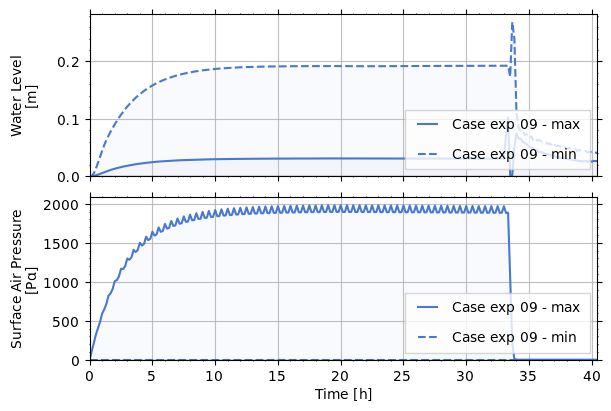 Water Level
[m]
0.2
0.1
0.0
Case exp 09 - max
Case exp 09 - min
Surface Air Pressure
[Pa]
2000
1500
1000
500
0
Case exp 09 - max
Case exp 09 - min
0 5 10 15 20 25 30 35 40
Time [h]